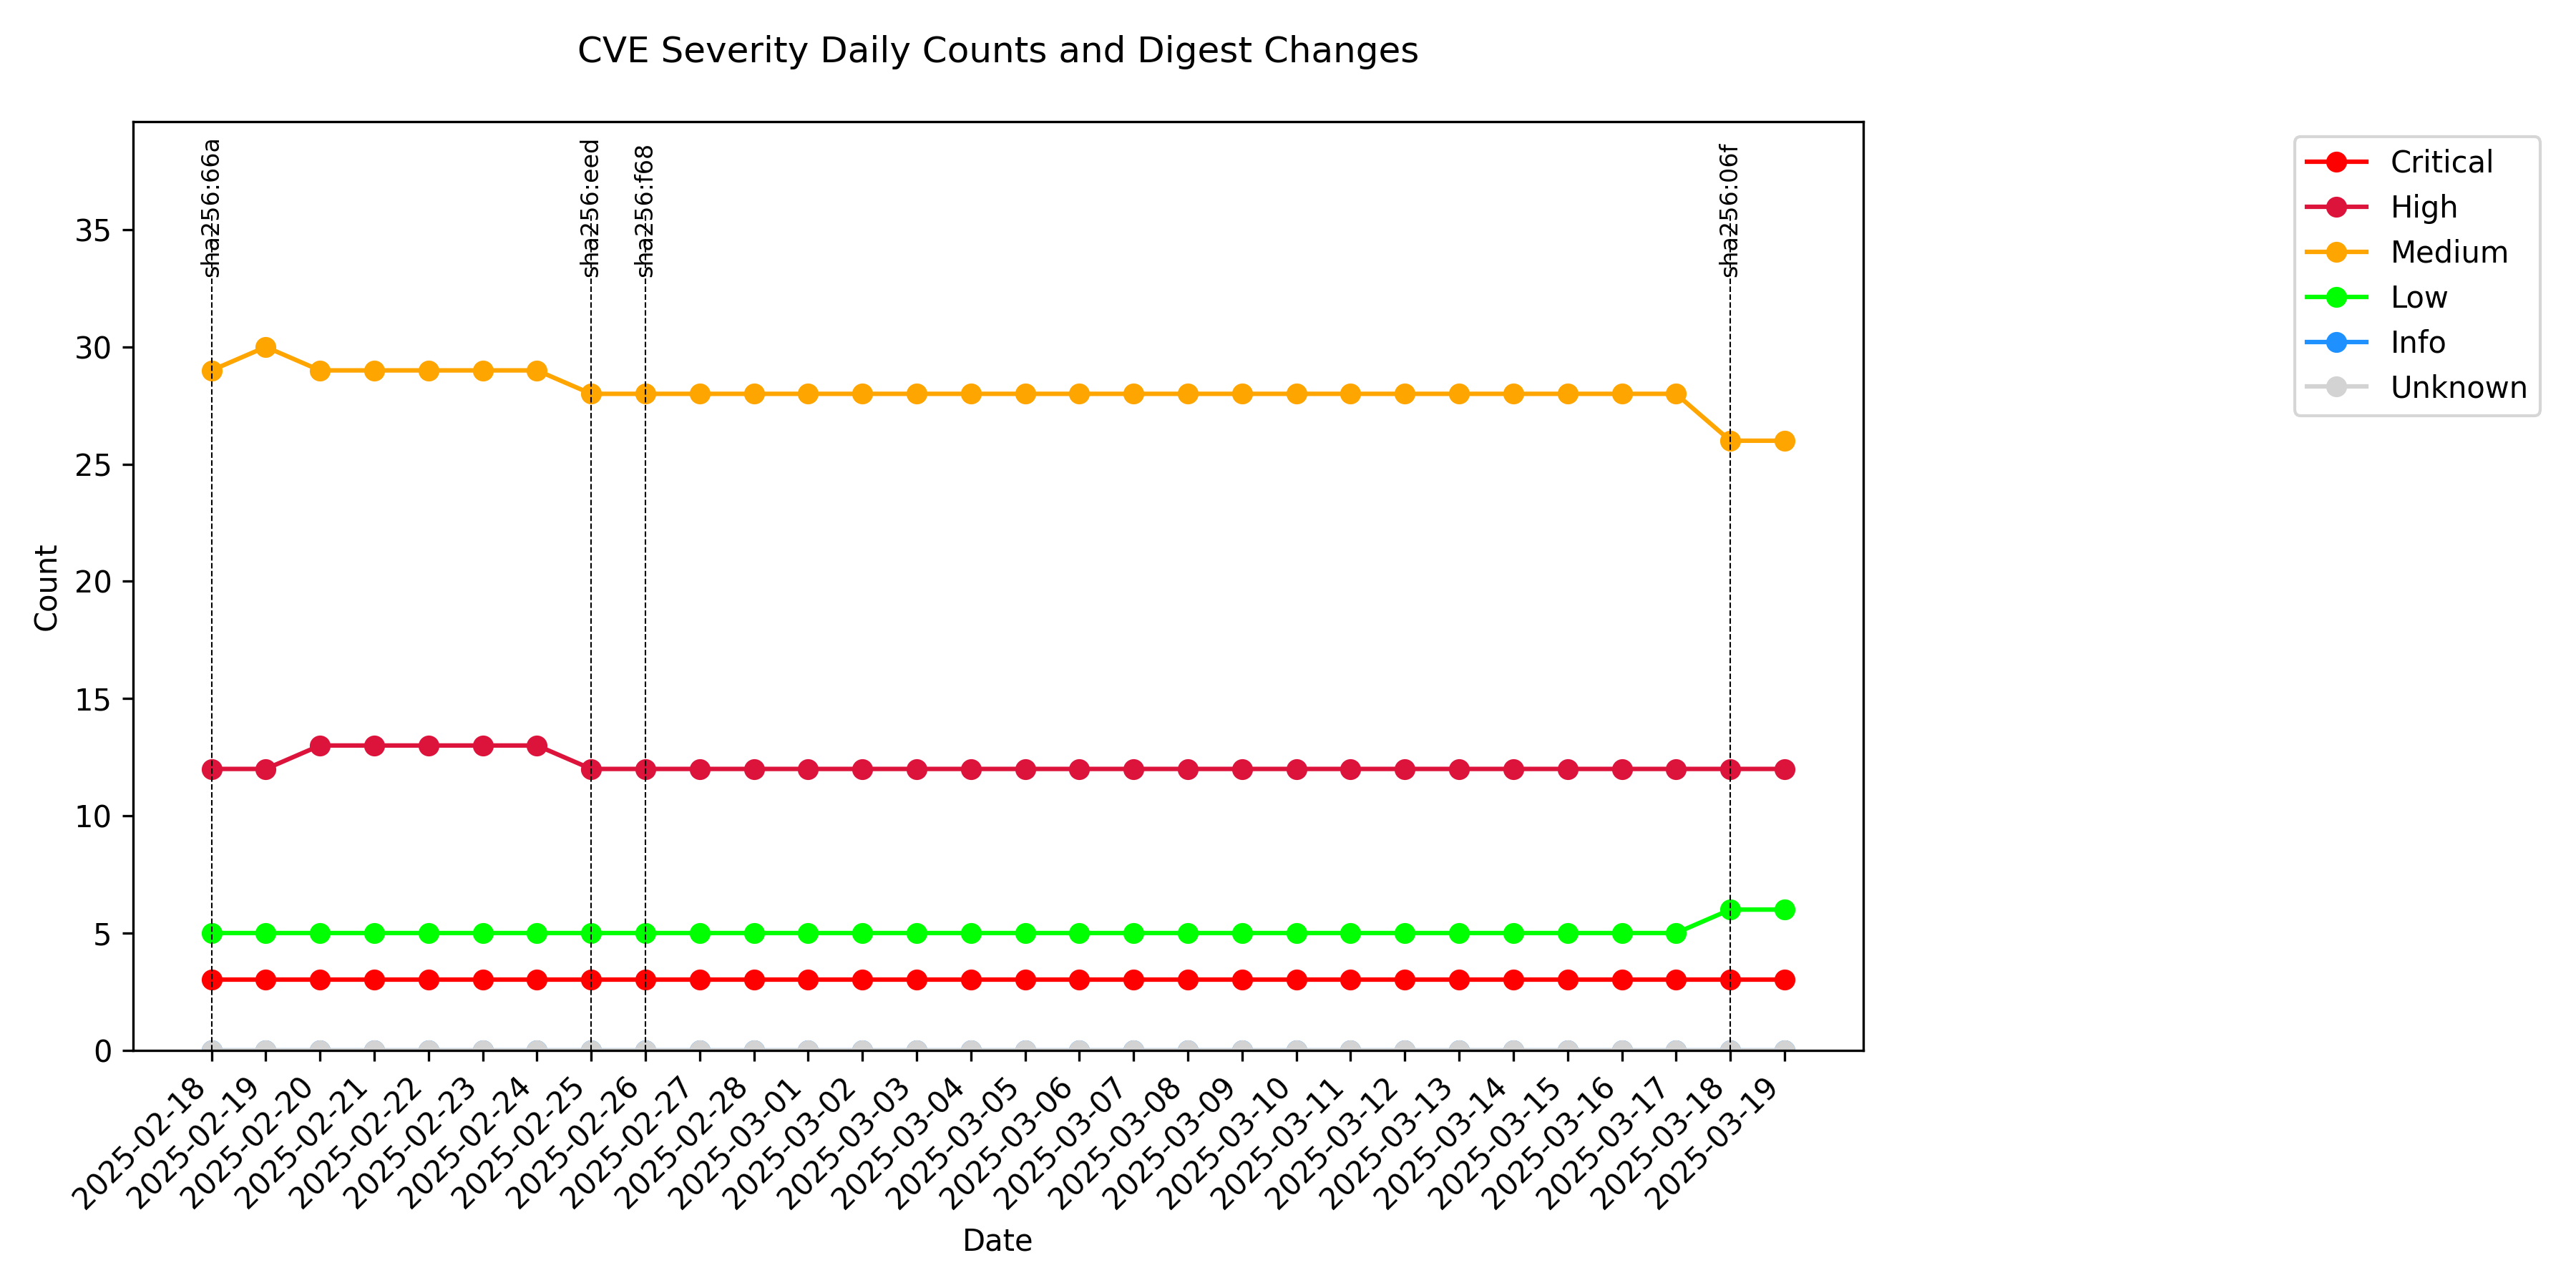 CVE Severity Daily Counts and Digest Changes
sha256:66a
sha256:eed
sha256:f68
sha256:06f
Critical
High
Medium
Low
Info
Unknown
Count
35
30
25
20
15
10
5
0
2025-02-18
2025-02-19
2025-02-20
2025-02-21
2025-02-22
2025-02-23
2025-02-24
2025-02-25
2025-02-26
2025-02-27
2025-02-28
2025-03-01
2025-03-02
2025-03-03
2025-03-04
2025-03-05
2025-03-06
2025-03-07
2025-03-08
2025-03-09
2025-03-10
2025-03-11
2025-03-12
2025-03-13
2025-03-14
2025-03-15
2025-03-16
2025-03-17
2025-03-18
2025-03-19
Date